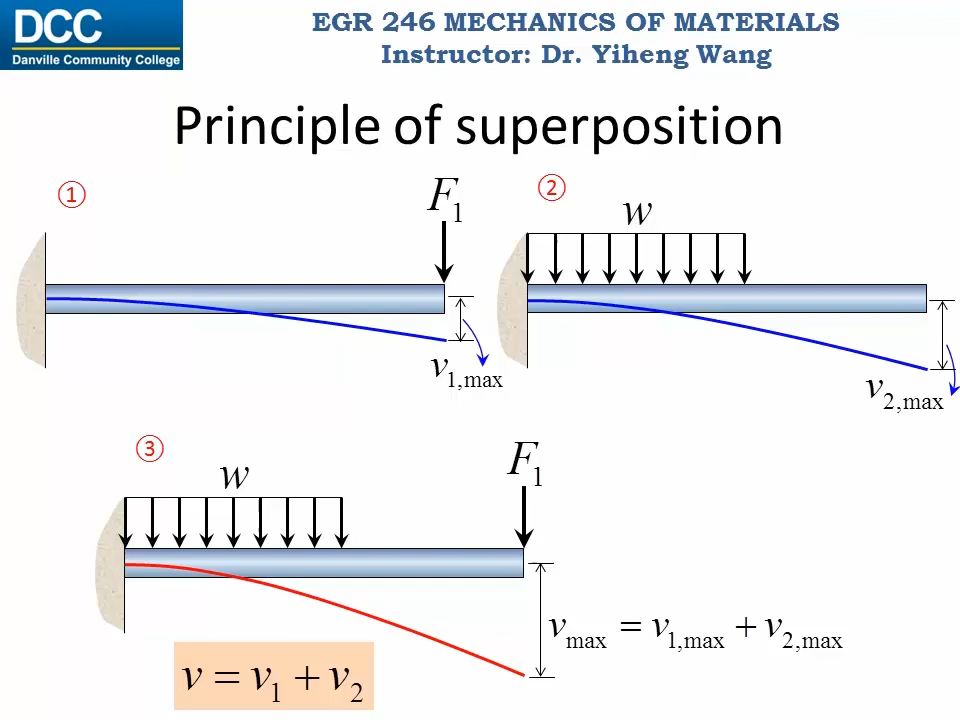 DCC
Danville Community College
EGR 246 MECHANICS OF MATERIALS
Instructor: Dr. Yiheng Wang
Principle of superposition
①
F₁
v₁,max
②
w
v₂,max
③
w
F₁
vmax = v₁,max + v₂,max
v = v₁ + v₂